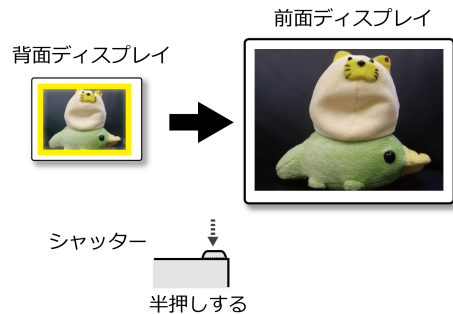 前面ディスプレイ
背面ディスプレイ
シャッター
半押しする